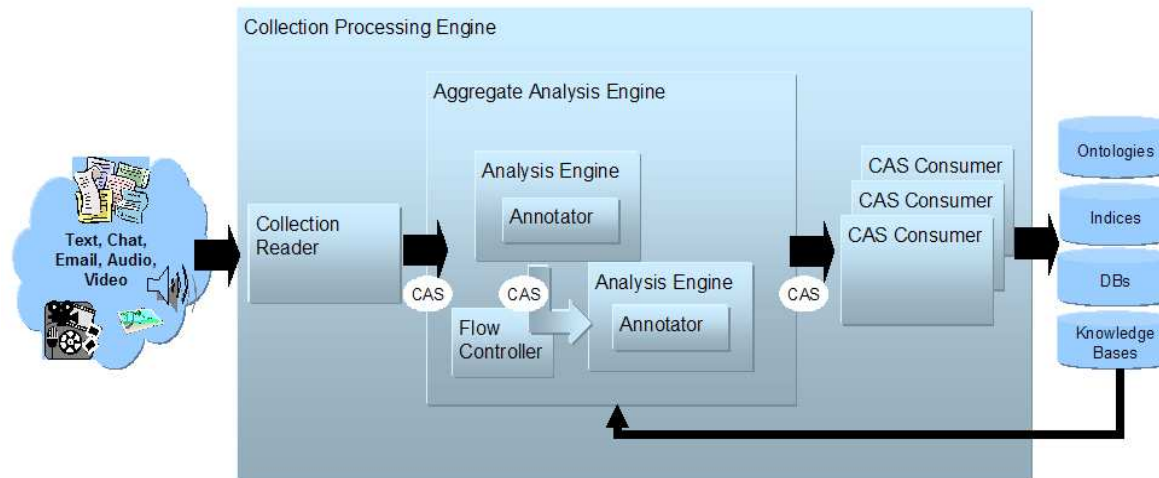 Collection Processing Engine
Aggregate Analysis Engine
Text, Chat,
Email, Audio,
Video
Collection
Reader
CAS
Analysis Engine
Annotator
CAS
Flow
Controller
Analysis Engine
Annotator
CAS
CAS Consumer
CAS Consumer
CAS Consumer
Ontologies
Indices
DBs
Knowledge
Bases